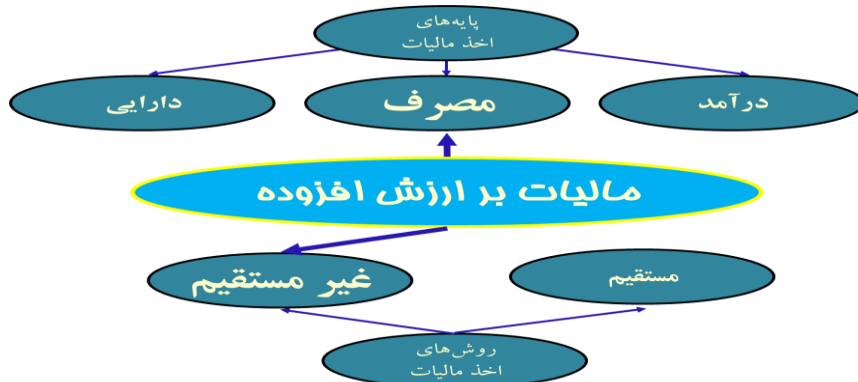 پایه‌های
اخذ مالیات
درآمد
مصرف
دارایی
مالیات بر ارزش افزوده
مستقیم
غیر مستقیم
روش‌های
اخذ مالیات